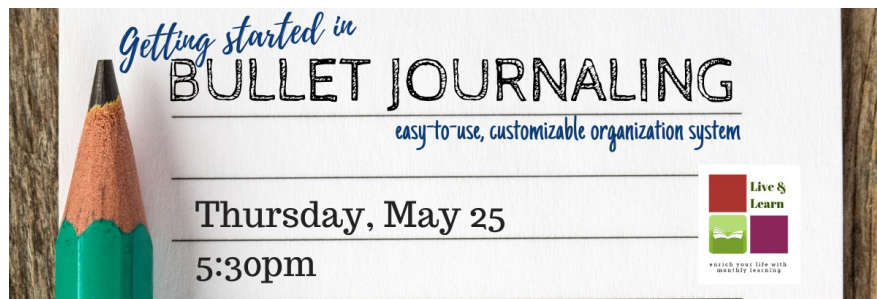 Getting started in
BULLET JOURNALING
easy-to-use, customizable organization system
Thursday, May 25
5:30pm
Live &
Learn
enrich your life with
monthly learning